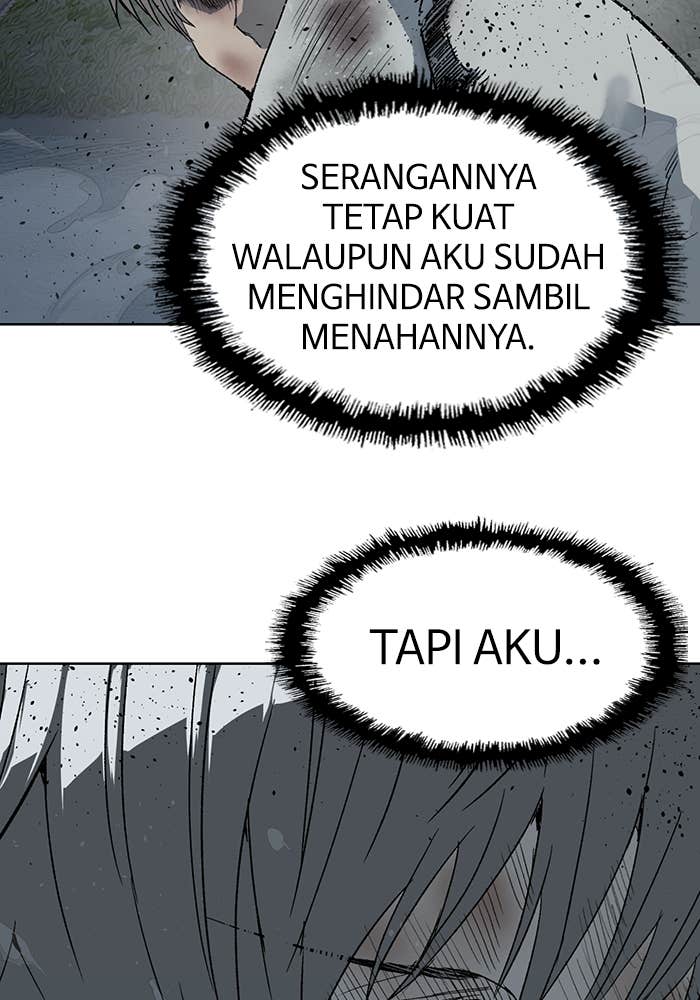 SERANGANNYA
TETAP KUAT
WALAUPUN AKU SUDAH
MENGHINDAR SAMBIL
MENAHANNYA.
TAPI AKU...